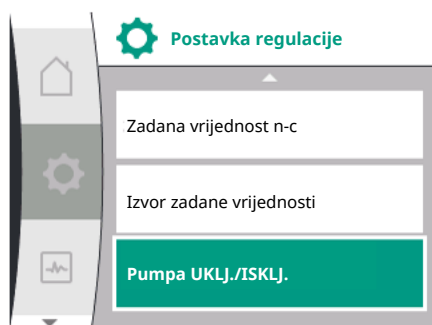 Postavka regulacije
Zadana vrijednost n-c
Izvor zadane vrijednosti
Pumpa UKLJ./ISKLJ.